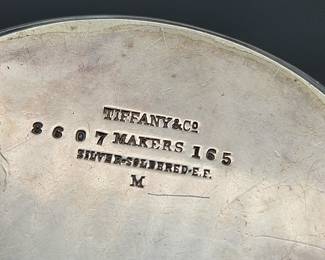 TIFFANY & Co
8607 MAKERS 165
SILVER-SOLDERED-E.F.
M